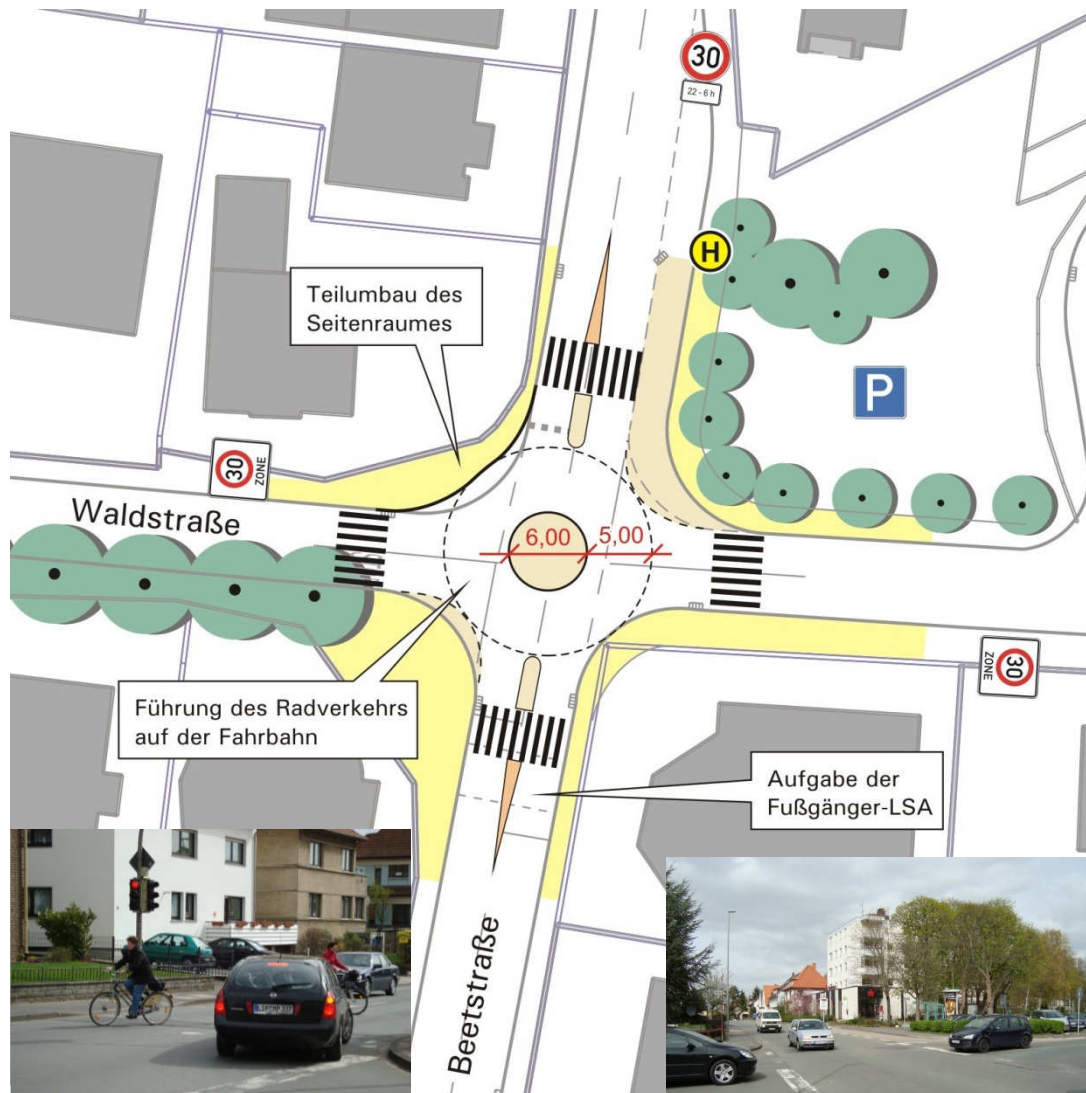 30
22 - 6 h
H
Teilumbau des
Seitenraumes
P
30
ZONE
Waldstraße
6,00
5,00
30
ZONE
Führung des Radverkehrs
auf der Fahrbahn
Aufgabe der
Fußgänger-LSA
Beetstraße